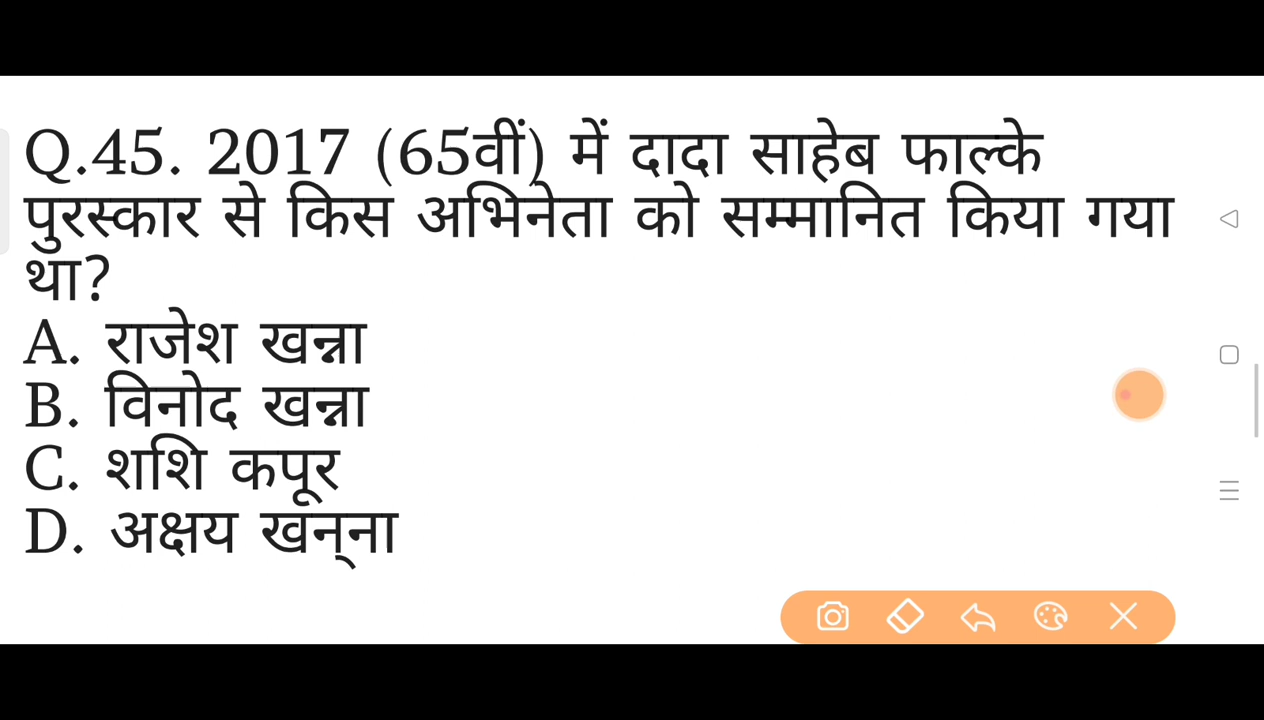 Q.45. 2017 (65वीं) में दादा साहेब फाल्के
पुरस्कार से किस अभिनेता को सम्मानित किया गया
था?
A. राजेश खन्ना
B. विनोद खन्ना
C. शशि कपूर
D. अक्षय खन्‌ना